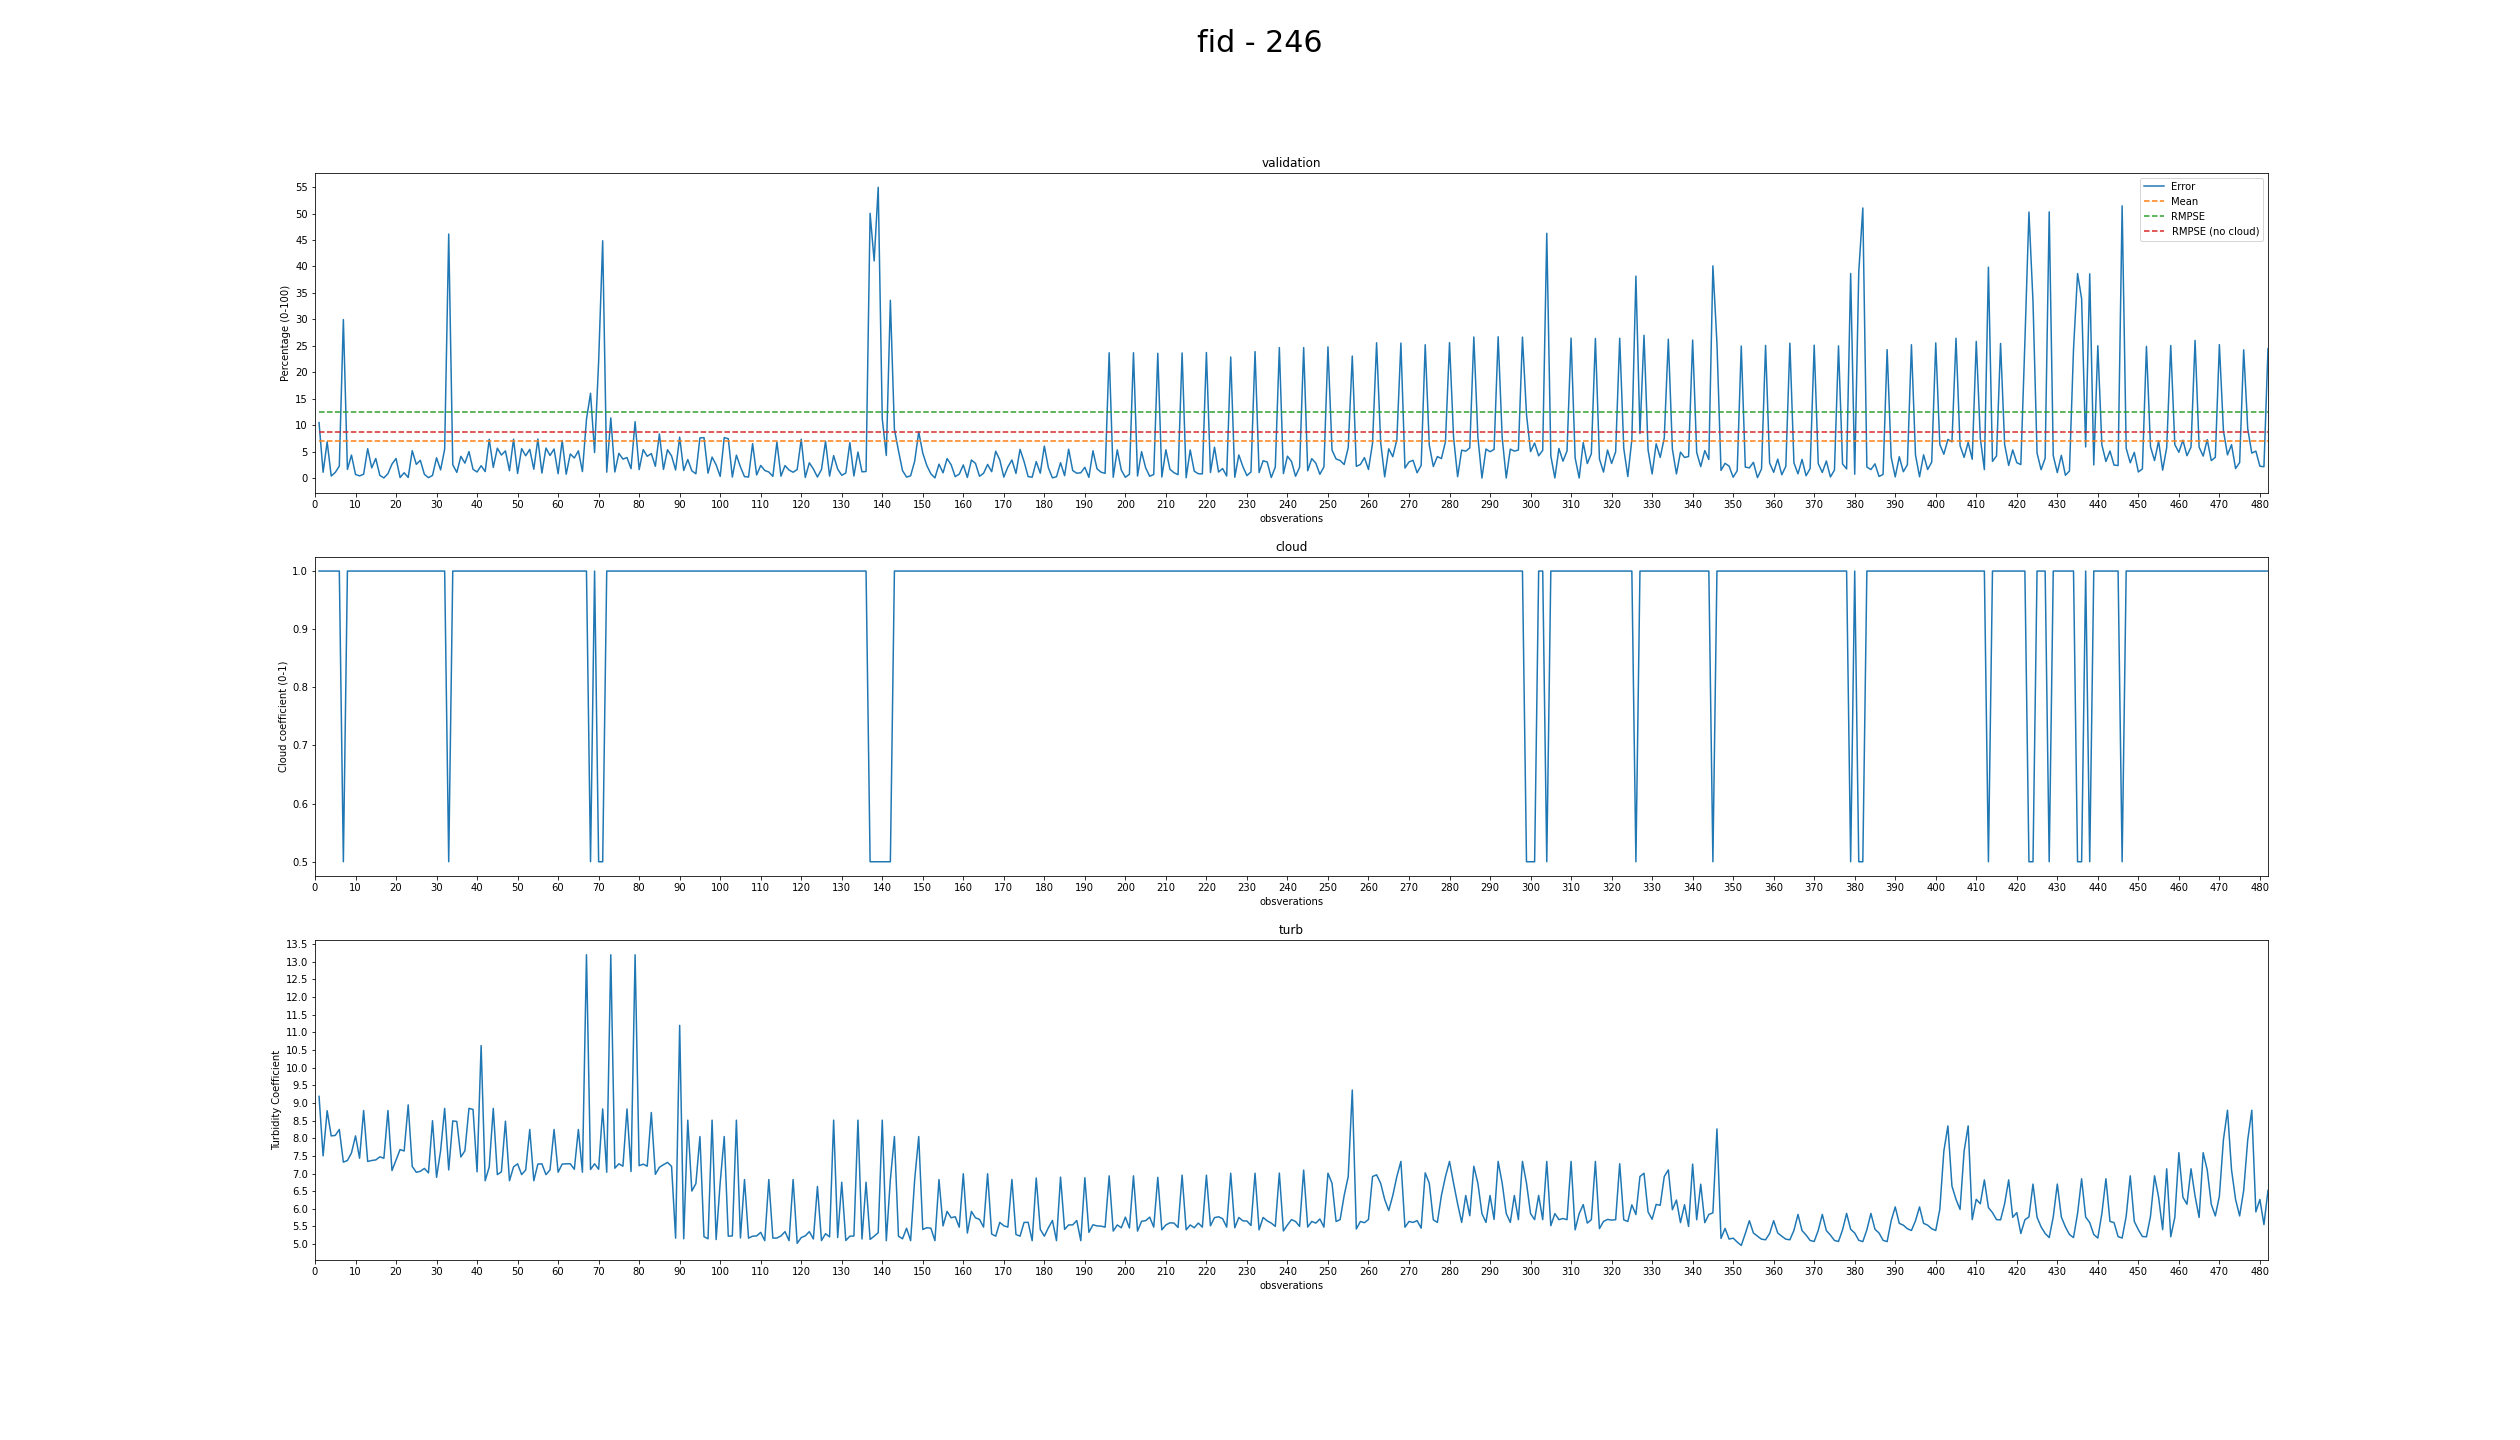 fid - 246
validation
Percentage (0-100)
55
50
45
40
35
30
25
20
15
10
5
0
Error
Mean
RMPSE
RMPSE (no cloud)
0 10 20 30 40 50 60 70 80 90 100 110 120 130 140 150 160 170 180 190 200 210 220 230 240 250 260 270 280 290 300 310 320 330 340 350 360 370 380 390 400 410 420 430 440 450 460 470 480
obsverations
cloud
Cloud coefficient (0-1)
1.0
0.9
0.8
0.7
0.6
0.5
0 10 20 30 40 50 60 70 80 90 100 110 120 130 140 150 160 170 180 190 200 210 220 230 240 250 260 270 280 290 300 310 320 330 340 350 360 370 380 390 400 410 420 430 440 450 460 470 480
obsverations
turb
Turbidity Coefficient
13.5
13.0
12.5
12.0
11.5
11.0
10.5
10.0
9.5
9.0
8.5
8.0
7.5
7.0
6.5
6.0
5.5
5.0
0 10 20 30 40 50 60 70 80 90 100 110 120 130 140 150 160 170 180 190 200 210 220 230 240 250 260 270 280 290 300 310 320 330 340 350 360 370 380 390 400 410 420 430 440 450 460 470 480
obsverations